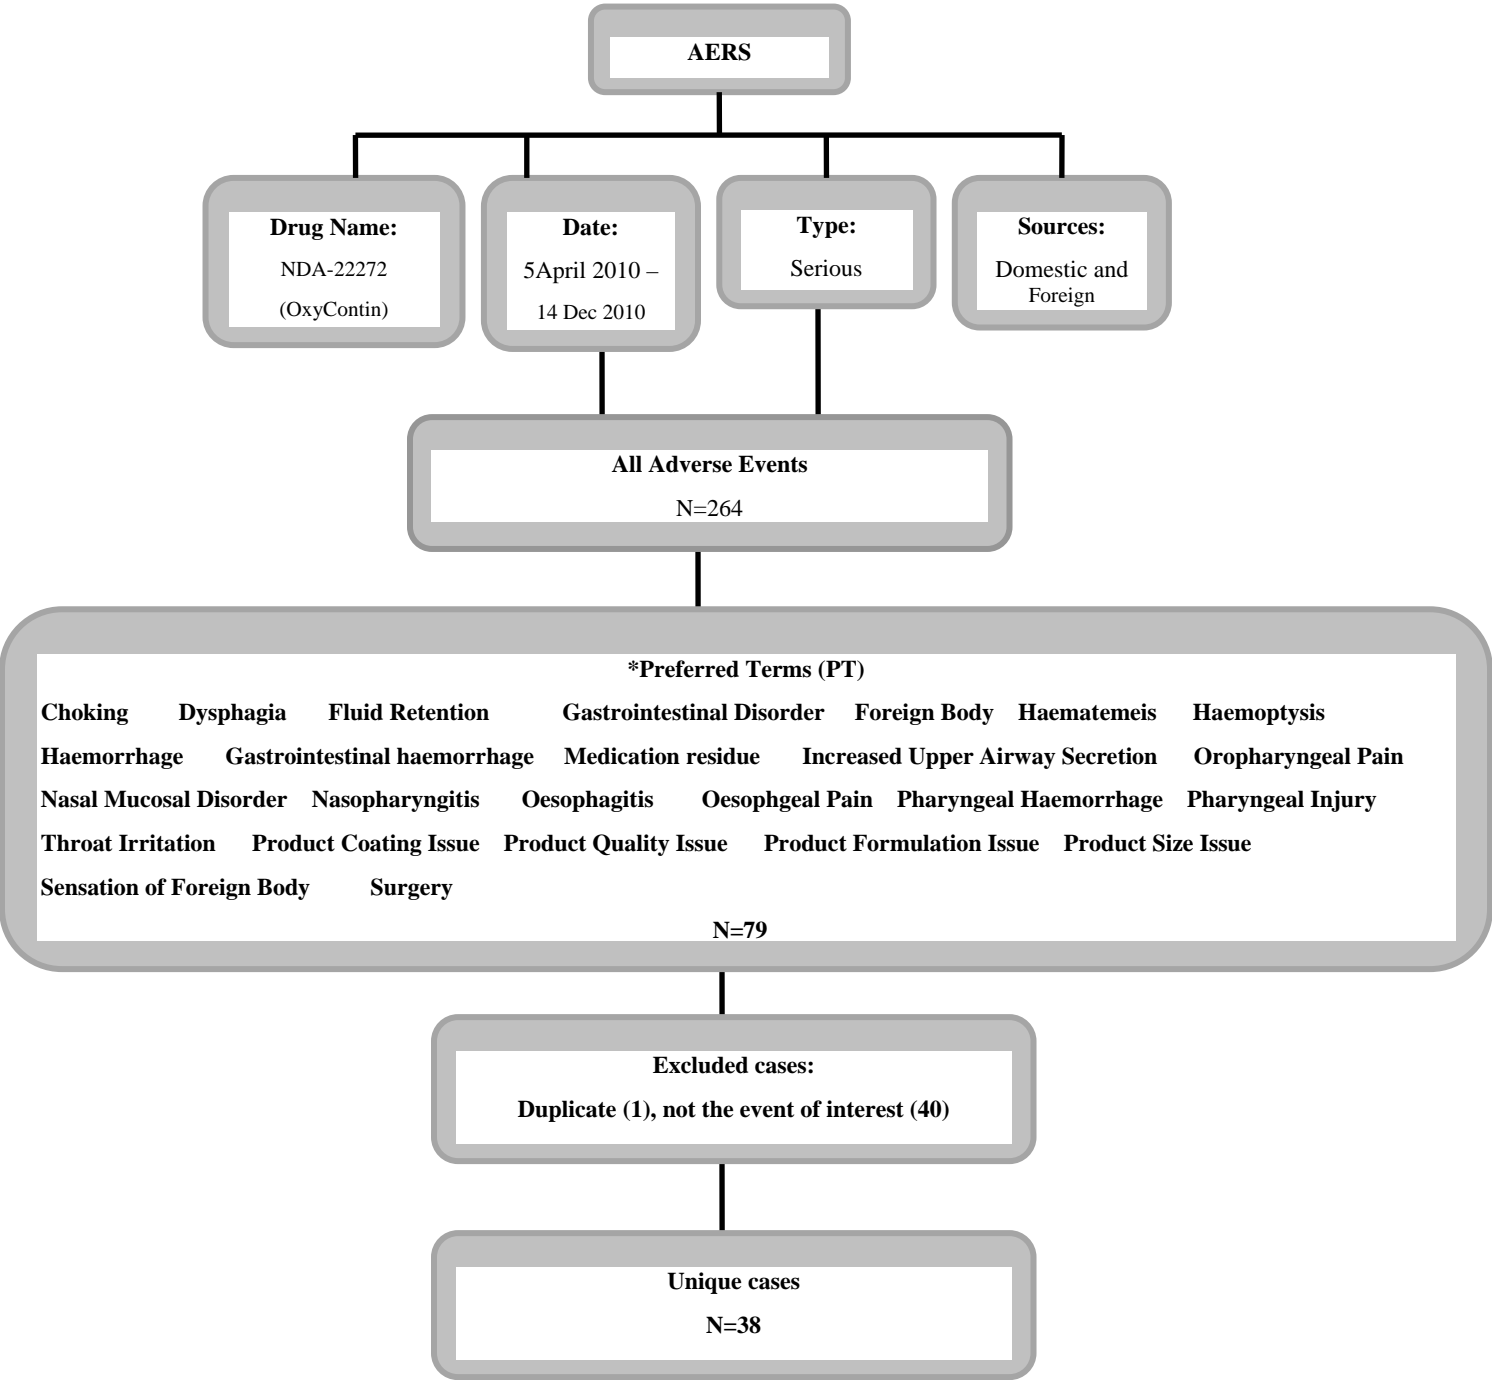 AERS
Drug Name:
NDA-22272
(OxyContin)
Date:
5April 2010 –
14 Dec 2010
Type:
Serious
Sources:
Domestic and
Foreign
All Adverse Events
N=264
*Preferred Terms (PT)
Choking Dysphagia Fluid Retention Gastrointestinal Disorder Foreign Body Haematemeis Haemoptysis
Haemorrhage Gastrointestinal haemorrhage Medication residue Increased Upper Airway Secretion Oropharyngeal Pain
Nasal Mucosal Disorder Nasopharyngitis Oesophagitis Oesophgeal Pain Pharyngeal Haemorrhage Pharyngeal Injury
Throat Irritation Product Coating Issue Product Quality Issue Product Formulation Issue Product Size Issue
Sensation of Foreign Body Surgery
N=79
Excluded cases:
Duplicate (1), not the event of interest (40)
Unique cases
N=38